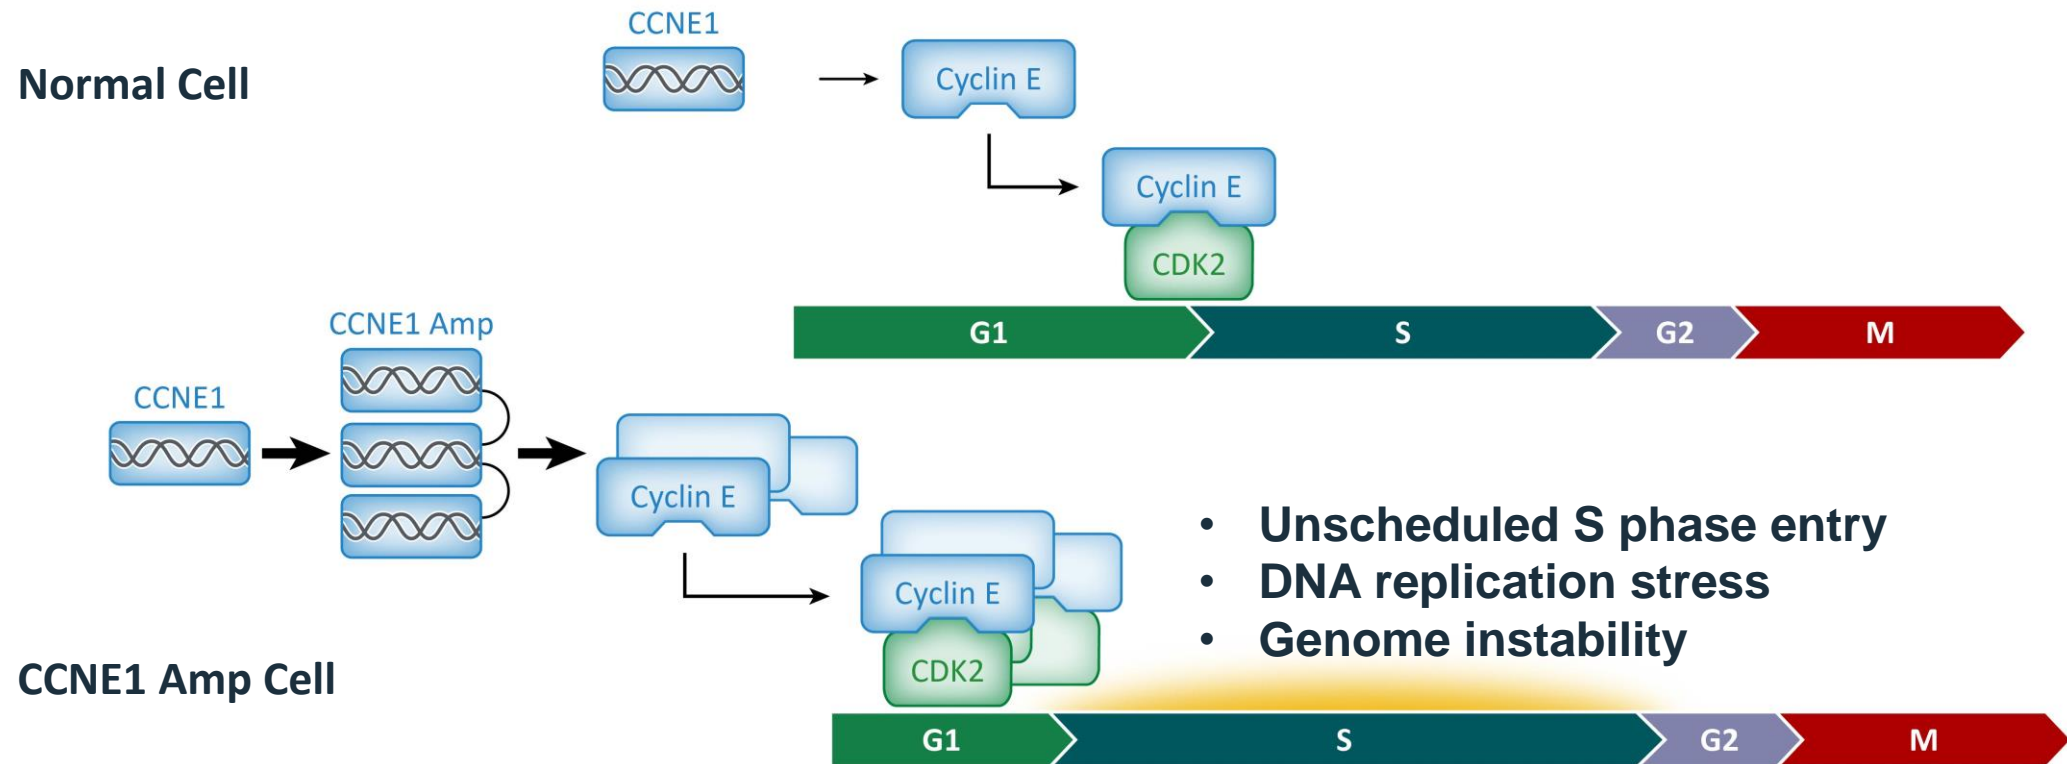 CCNE1
Normal Cell
Cyclin E
Cyclin E
CDK2
G1 S G2 M
CCNE1 Amp
CCNE1
Cyclin E
• Unscheduled S phase entry
• DNA replication stress
• Genome instability
Cyclin E
CDK2
CCNE1 Amp Cell
G1 S G2 M